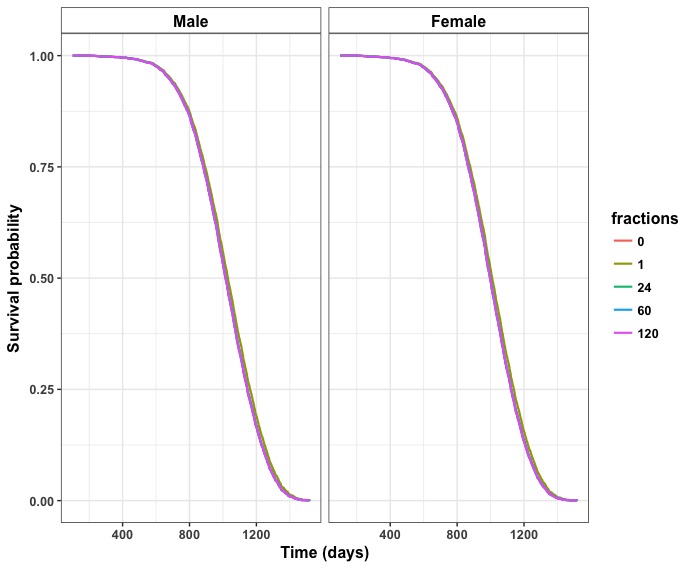 Male Female
1.00
0.75
0.50
0.25
0.00
Survival probability
400 800 1200 400 800 1200
Time (days)
fractions
0
1
24
60
120